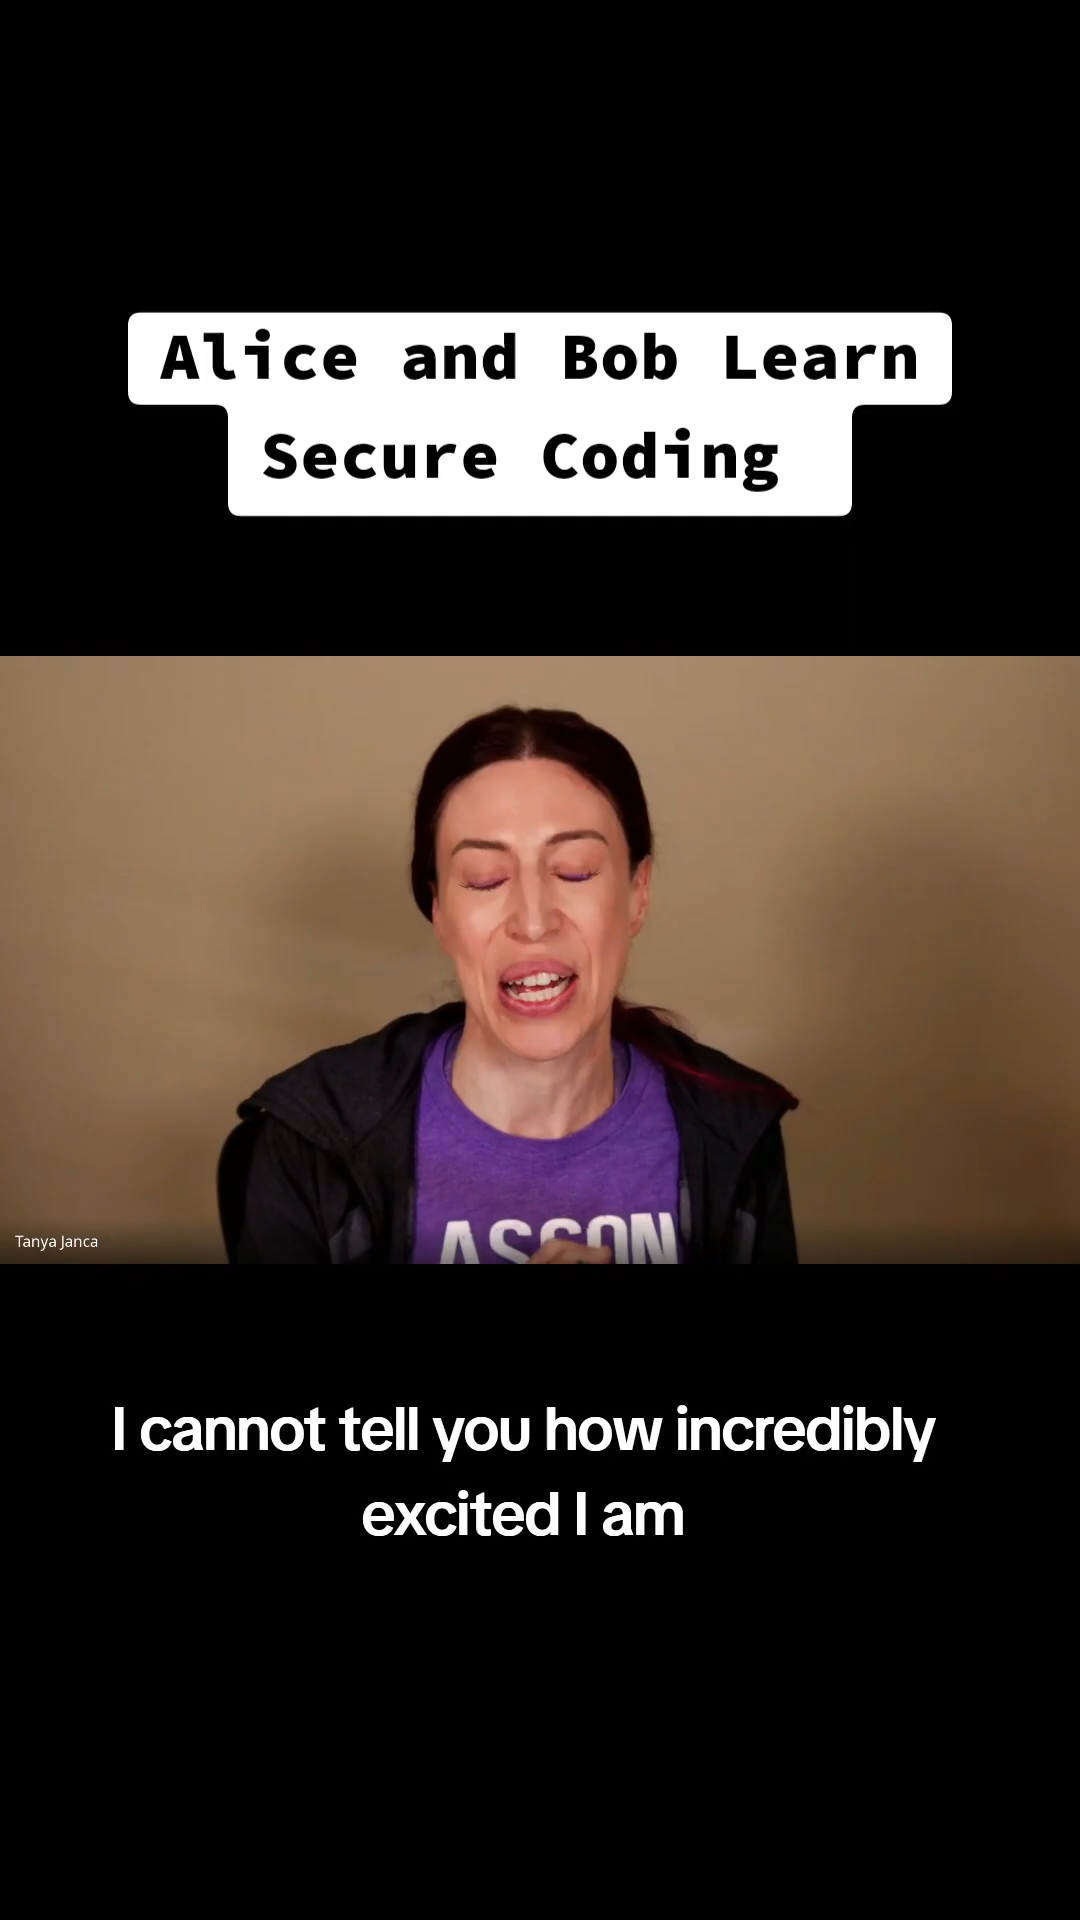 Alice and Bob Learn
Secure Coding
Tanya Janca
I cannot tell you how incredibly
excited I am